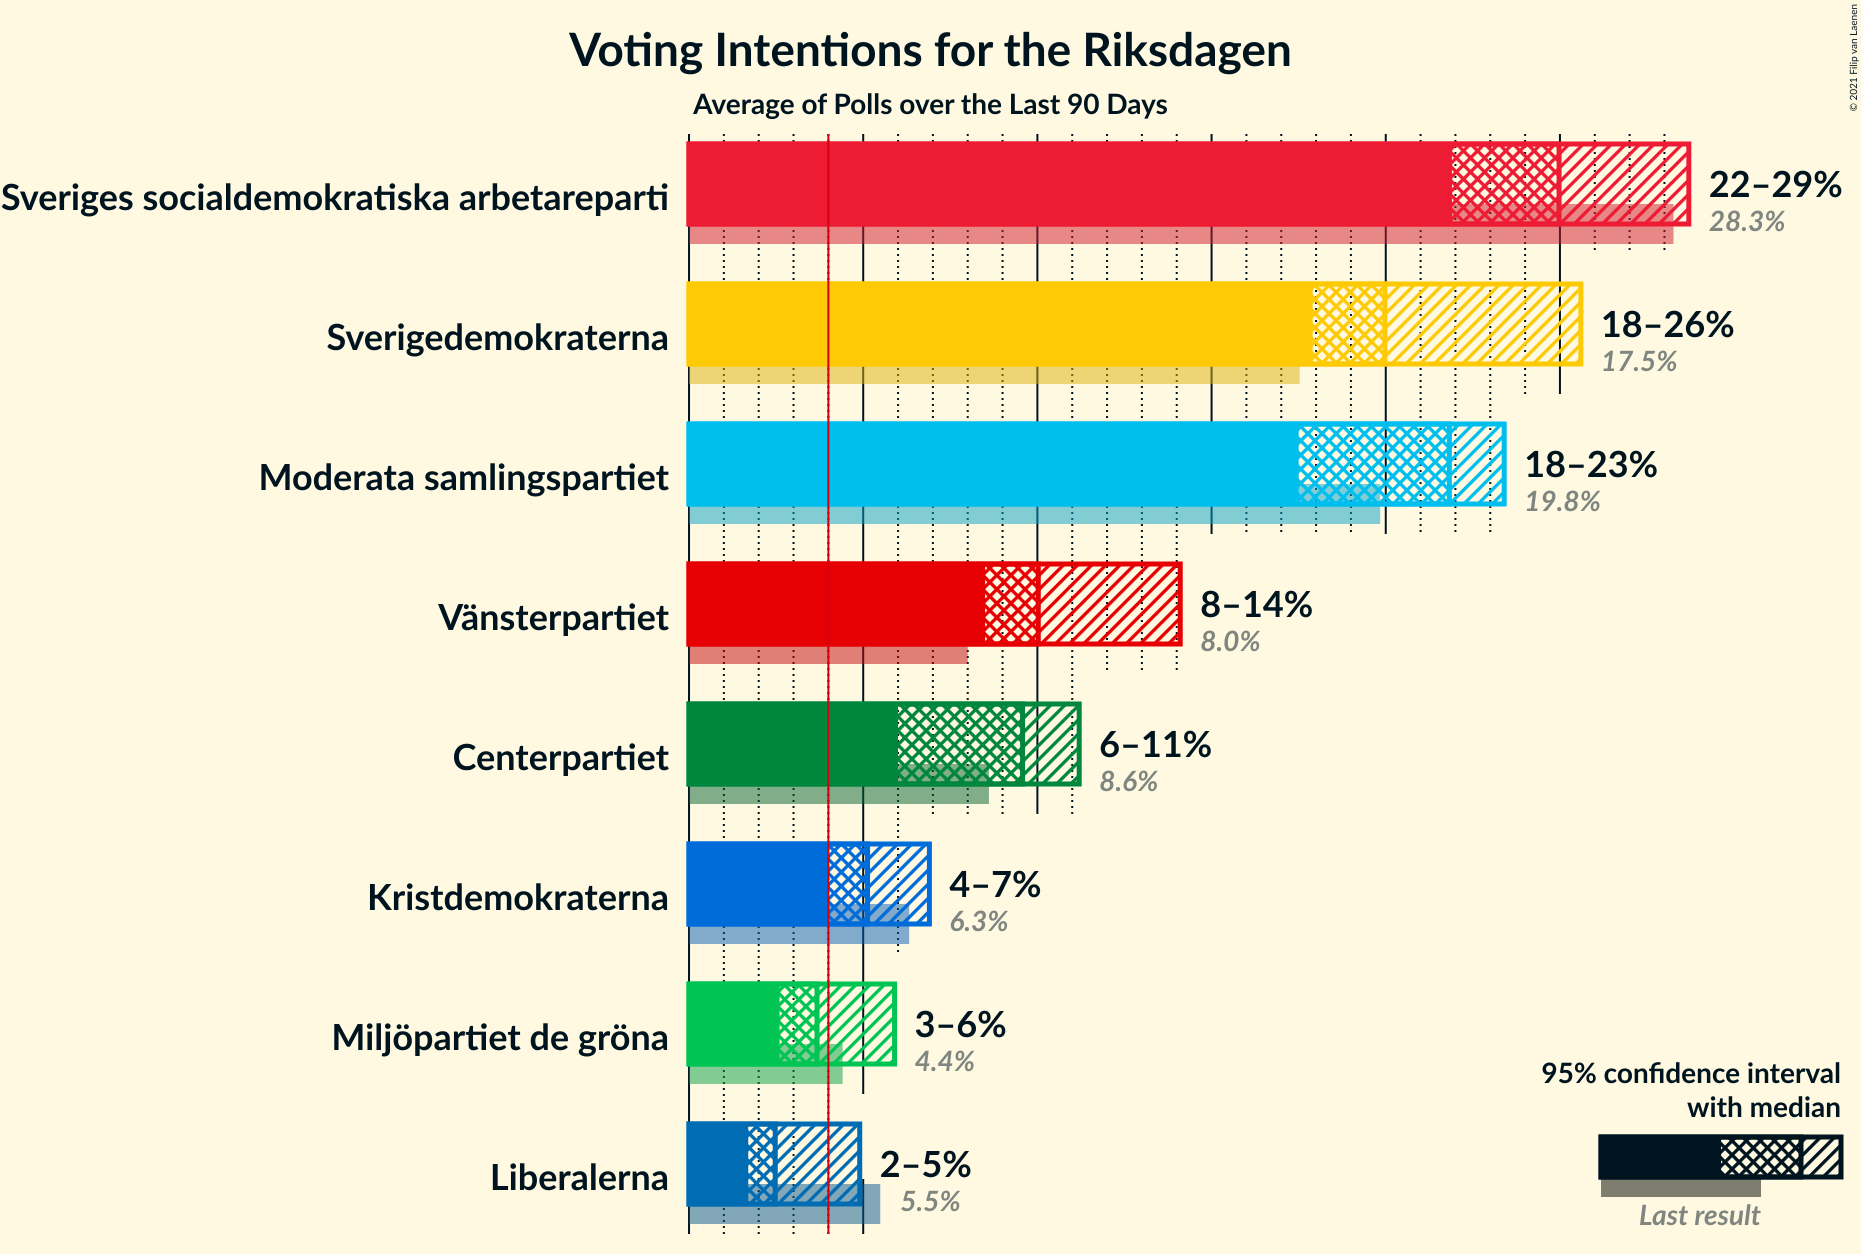 Voting Intentions for the Riksdagen
Average of Polls over the Last 90 Days
© 2021 Filip van Laenen
Sveriges socialdemokratiska arbetareparti
22–29%
28.3%
Sverigedemokraterna
18–26%
17.5%
Moderata samlingspartiet
18–23%
19.8%
Vänsterpartiet
8–14%
8.0%
Centerpartiet
6–11%
8.6%
Kristdemokraterna
4–7%
6.3%
Miljöpartiet de gröna
3–6%
4.4%
Liberalerna
2–5%
5.5%
95% confidence interval
with median
Last result